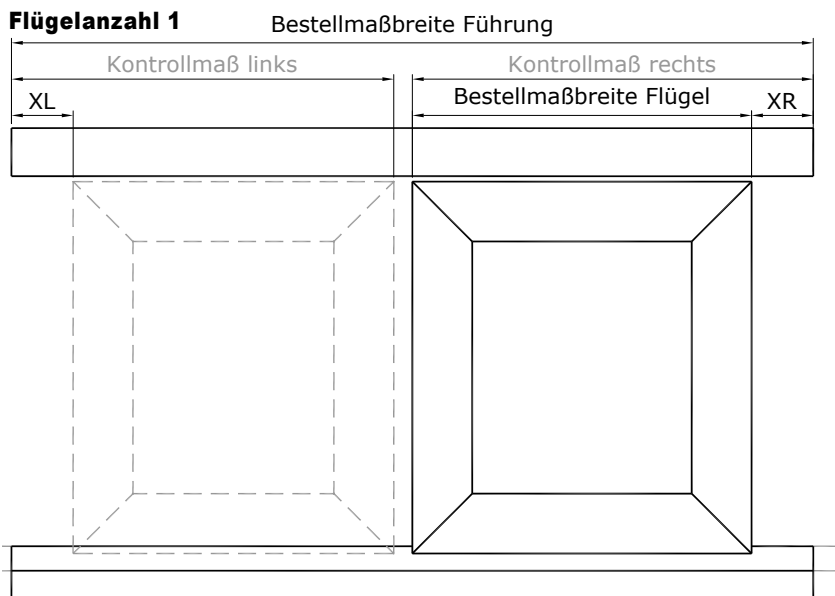 Flügelanzahl 1
Bestellmaßbreite Führung
Kontrollmaß links
Kontrollmaß rechts
XL
Bestellmaßbreite Flügel
XR